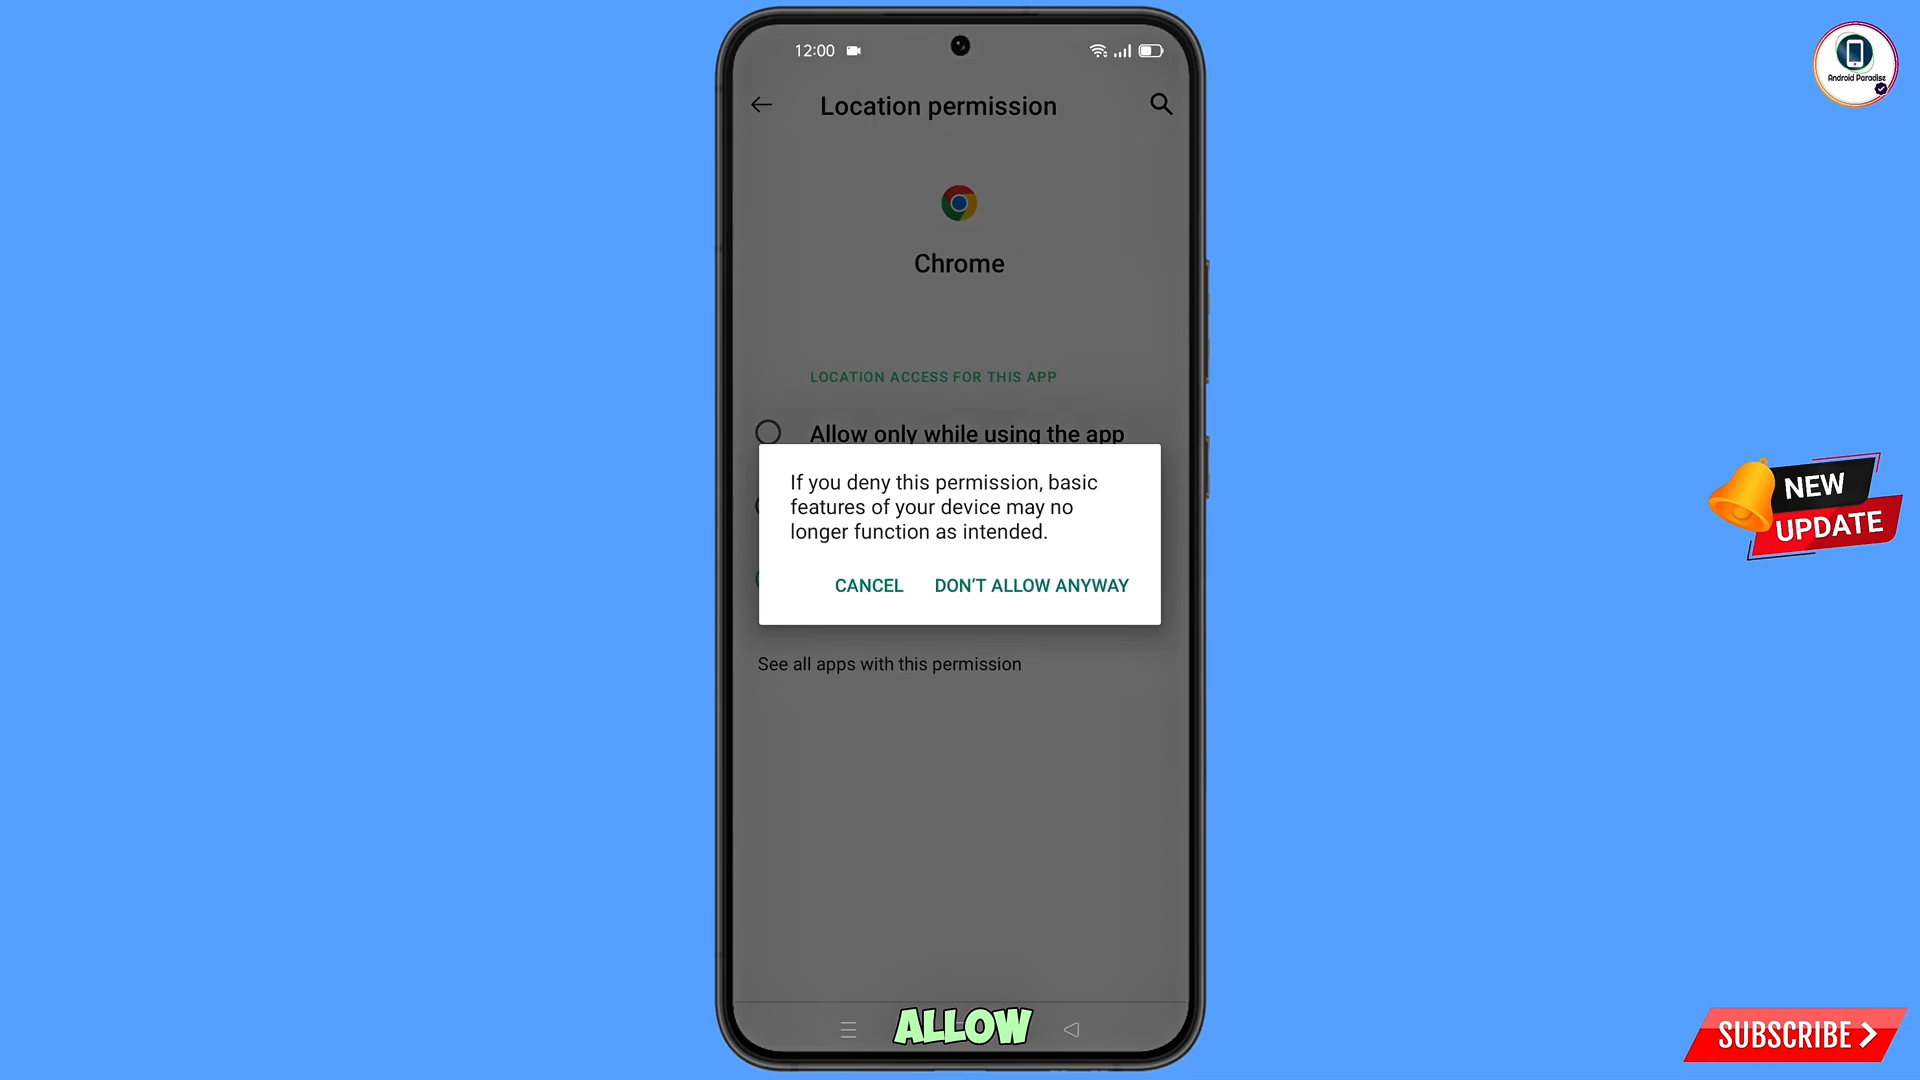 12:00
Android Paradise
Location permission
Chrome
LOCATION ACCESS FOR THIS APP
Allow only while using the app
If you deny this permission, basic
features of your device may no
longer function as intended.
CANCEL DON'T ALLOW ANYWAY
NEW
UPDATE
See all apps with this permission
ALLOW
SUBSCRIBE